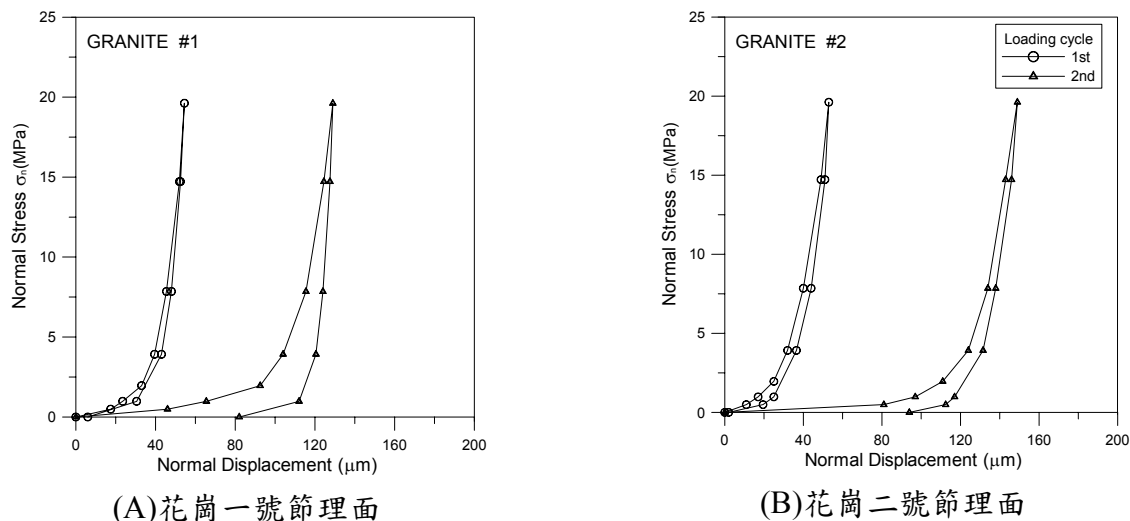 GRANITE #1
25
20
15
10
5
0
Normal Stress σn(MPa)
0 40 80 120 160 200
Normal Displacement (μm)
(A)花崗一號節理面
GRANITE #2
Loading cycle
1st
2nd
25
20
15
10
5
0
Normal Stress σn(MPa)
0 40 80 120 160 200
Normal Displacement (μm)
(B)花崗二號節理面